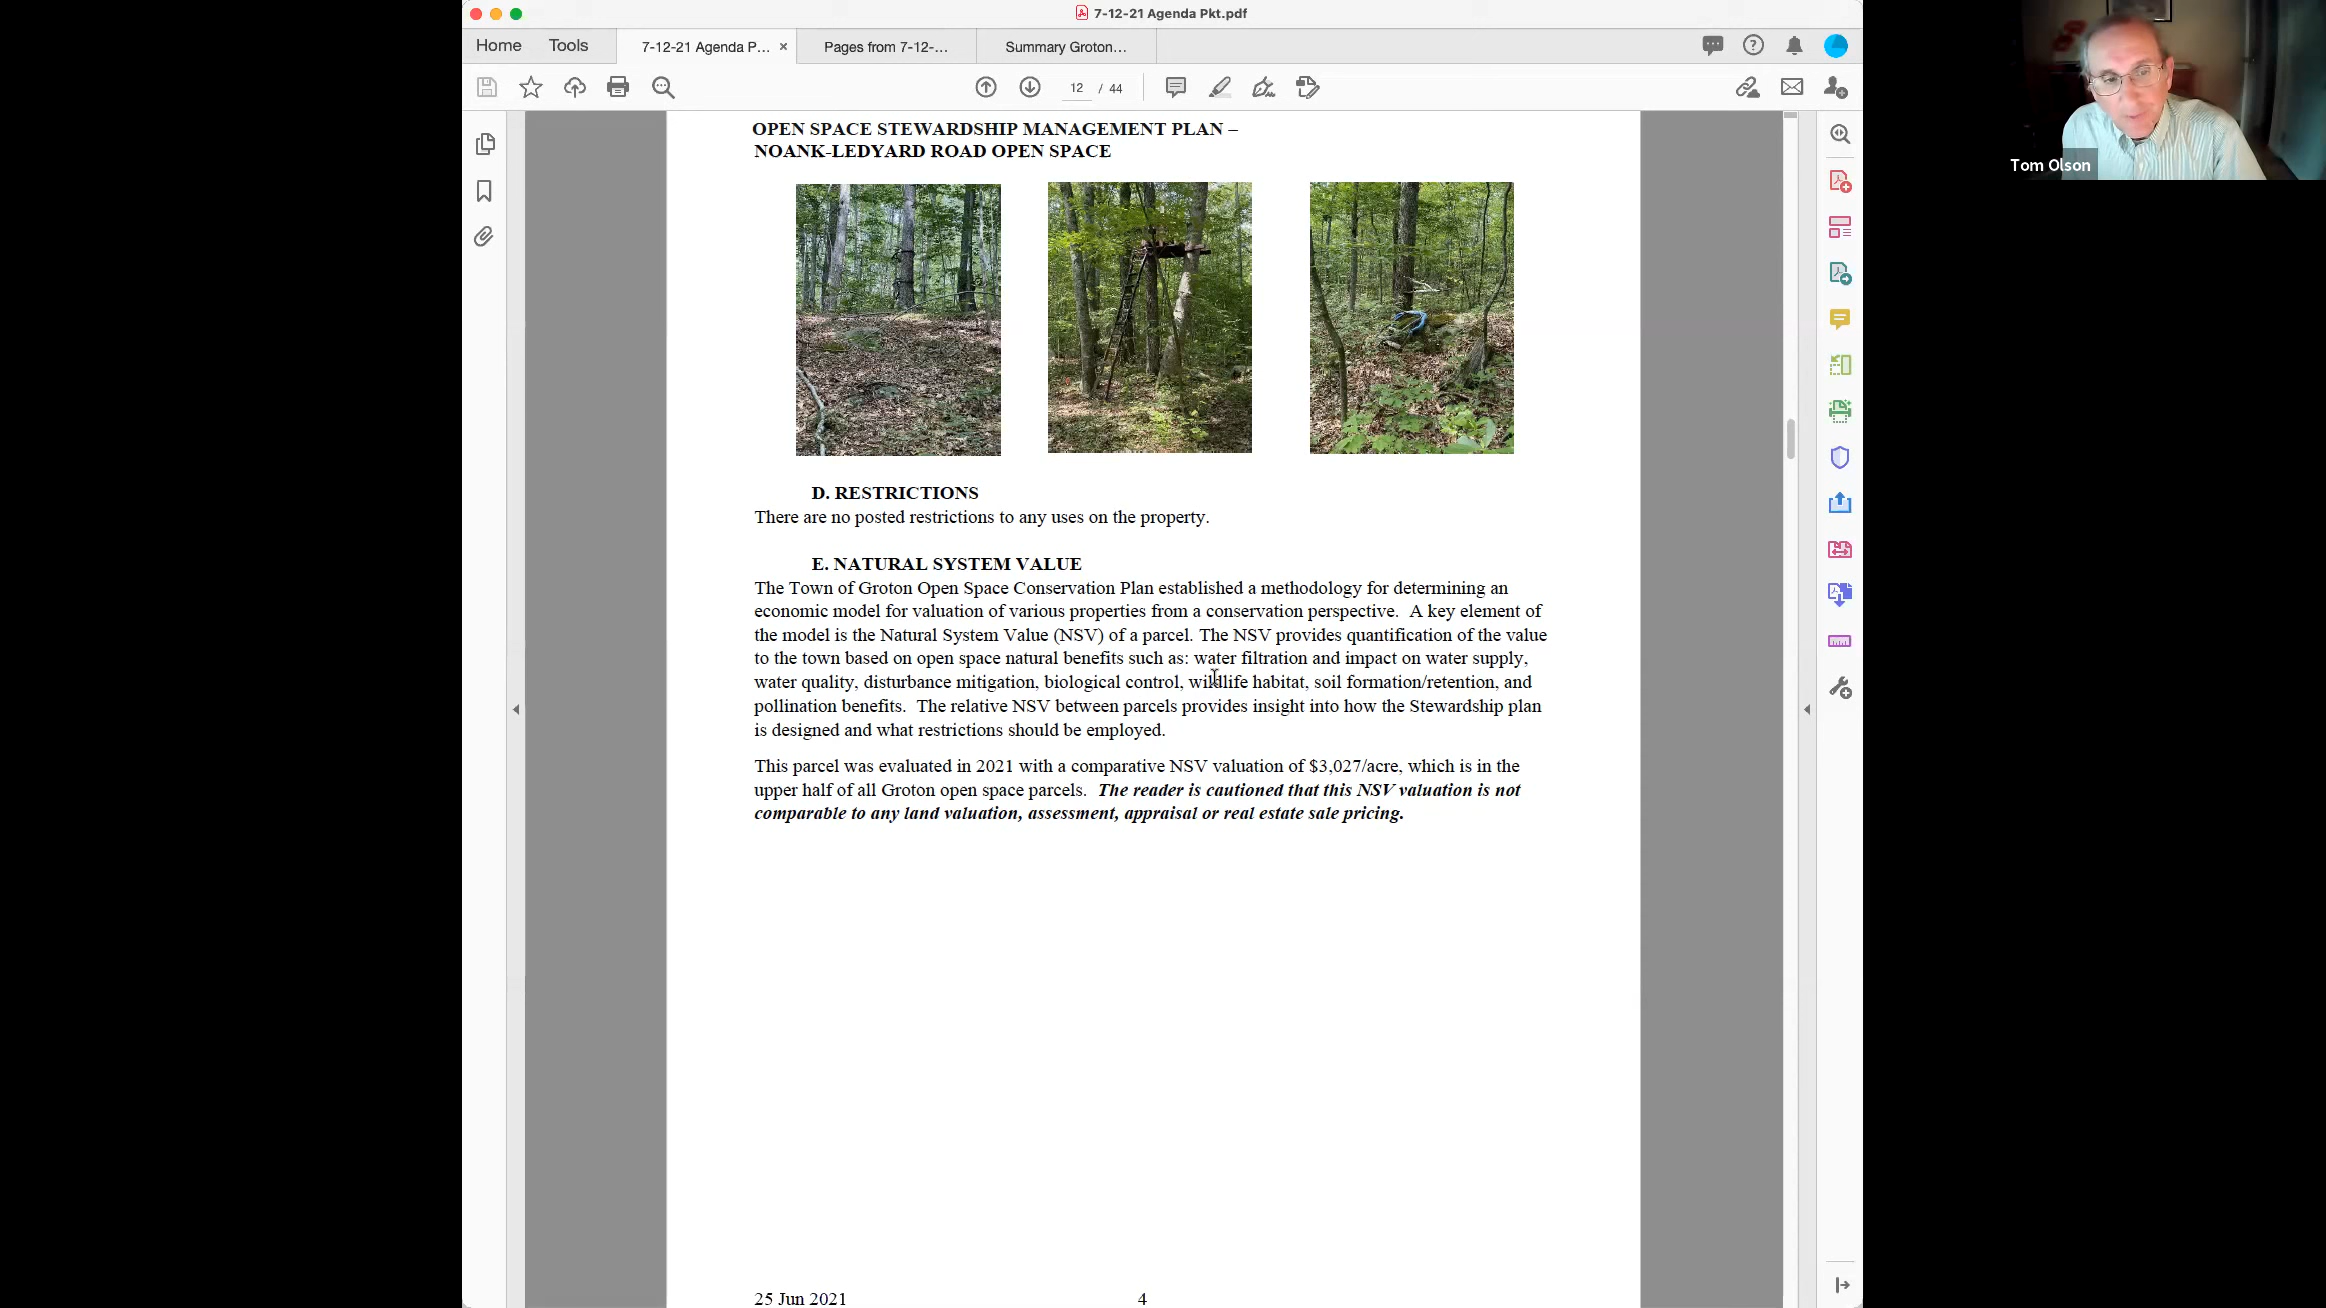 7-12-21 Agenda Pkt.pdf
Home Tools 7-12-21 Agenda P... × Pages from 7-12-... Summary Groton...
12 / 44
OPEN SPACE STEWARDSHIP MANAGEMENT PLAN –
NOANK-LEDYARD ROAD OPEN SPACE
D. RESTRICTIONS
There are no posted restrictions to any uses on the property.
E. NATURAL SYSTEM VALUE
The Town of Groton Open Space Conservation Plan established a methodology for determining an
economic model for valuation of various properties from a conservation perspective. A key element of
the model is the Natural System Value (NSV) of a parcel. The NSV provides quantification of the value
to the town based on open space natural benefits such as: water filtration and impact on water supply,
water quality, disturbance mitigation, biological control, wildlife habitat, soil formation/retention, and
pollination benefits. The relative NSV between parcels provides insight into how the Stewardship plan
is designed and what restrictions should be employed.
This parcel was evaluated in 2021 with a comparative NSV valuation of $3,027/acre, which is in the
upper half of all Groton open space parcels. The reader is cautioned that this NSV valuation is not
comparable to any land valuation, assessment, appraisal or real estate sale pricing.
25 Jun 2021 4
Tom Olson